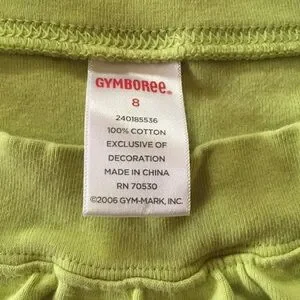 GYMBOREE®
8
240185536
100% COTTON
EXCLUSIVE OF
DECORATION
MADE IN CHINA
RN 70530
©2006 GYM-MARK, INC.